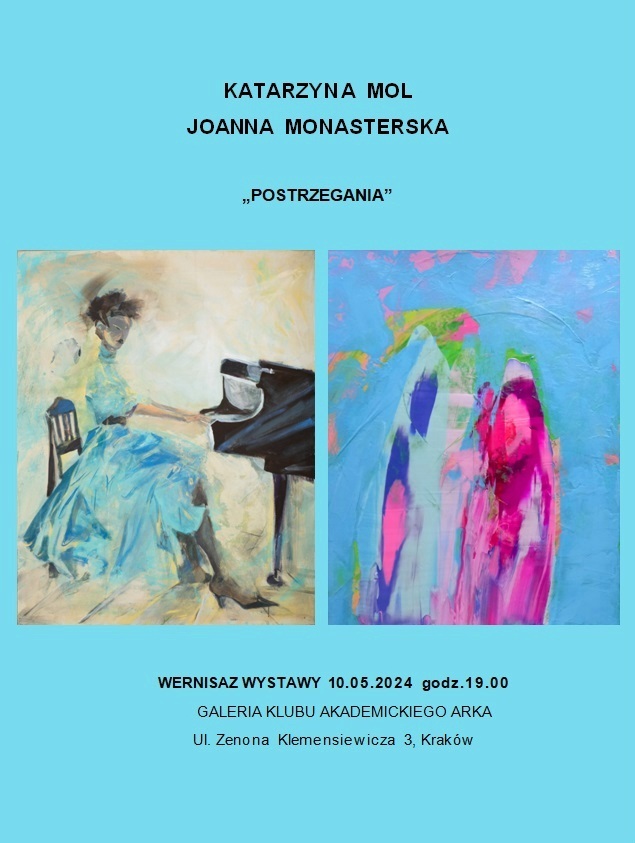 KATARZYNA MOL
JOANNA MONASTERSKA
„POSTRZEGANIA”
WERNISAZ WYSTAWY 10.05.2024 godz.19.00
GALERIA KLUBU AKADEMICKIEGO ARKA
Ul. Zenona Klemensiewicza 3, Kraków